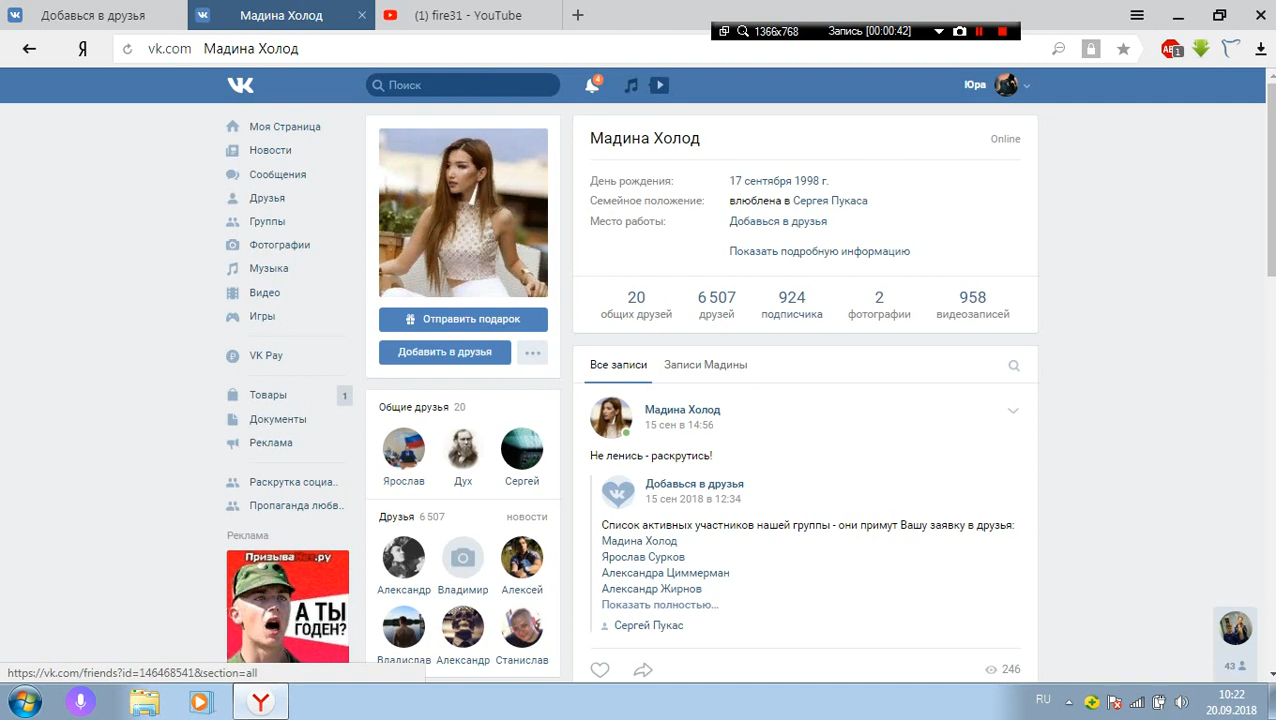 Добавься в друзья
Мадина Холод
(1) fire31 - YouTube
1366x768
Запись [00:00:42]
Я
vk.com Мадина Холод
ABP 1
Поиск
4
Юра
Моя Страница
Новости
Сообщения
Друзья
Группы
Фотографии
Музыка
Видео
Игры
VK Pay
Товары 1
Документы
Реклама
Раскрутка социа..
Пропаганда любв..
Реклама
ПризываНет.ру
А ТЫ
ГОДЕН?
Отправить подарок
Добавить в друзья
Общие друзья 20
Ярослав Дух Сергей
Друзья 6 507 новости
Александр Владимир Алексей
Владислав Александр Станислав
Мадина Холод Online
День рождения: 17 сентября 1998 г.
Семейное положение: влюблена в Сергея Пукаса
Место работы: Добавься в друзья
Показать подробную информацию
20 6 507 924 2 958
общих друзей друзей подписчика фотографии видеозаписей
Все записи Записи Мадины
Мадина Холод
15 сен в 14:56
Не ленись - раскрутись!
Добавься в друзья
15 сен 2018 в 12:34
Список активных участников нашей группы - они примут Вашу заявку в друзья:
Мадина Холод
Ярослав Сурков
Александра Циммерман
Александр Жирнов
Показать полностью...
Сергей Пукас
246
43
https://vk.com/friends?id=146468541&section=all
RU
10:22
20.09.2018